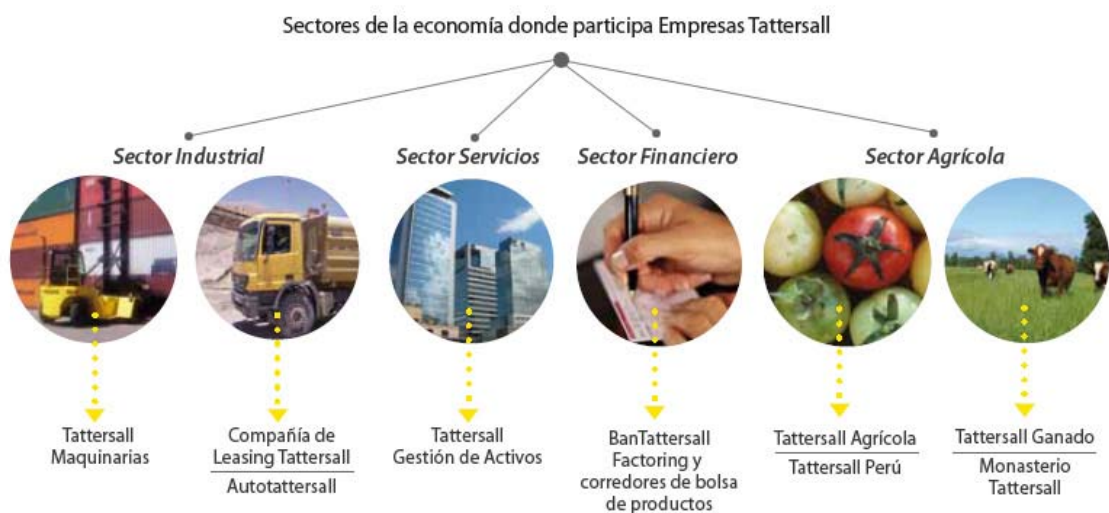 Sectores de la economía donde participa Empresas Tattersall
Sector Industrial
Sector Servicios
Sector Financiero
Sector Agrícola
Tattersall
Maquinarias
Compañía de
Leasing Tattersall
Autotattersall
Tattersall
Gestión de Activos
BanTattersall
Factoring y
corredores de bolsa
de productos
Tattersall Agrícola
Tattersall Perú
Tattersall Ganado
Monasterio
Tattersall